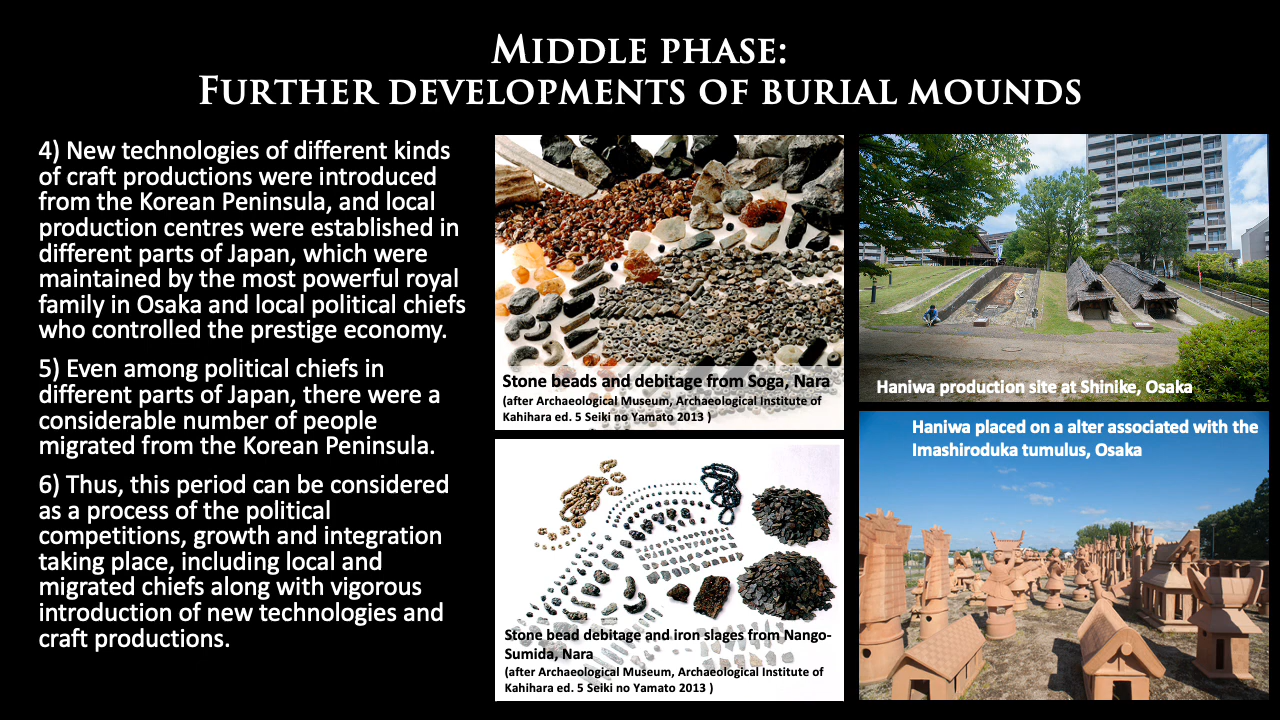 MIDDLE PHASE:
FURTHER DEVELOPMENTS OF BURIAL MOUNDS
4) New technologies of different kinds
of craft productions were introduced
from the Korean Peninsula, and local
production centres were established in
different parts of Japan, which were
maintained by the most powerful royal
family in Osaka and local political chiefs
who controlled the prestige economy.
5) Even among political chiefs in
different parts of Japan, there were a
considerable number of people
migrated from the Korean Peninsula.
6) Thus, this period can be considered
as a process of the political
competitions, growth and integration
taking place, including local and
migrated chiefs along with vigorous
introduction of new technologies and
craft productions.
Stone beads and debitage from Soga, Nara
(after Archaeological Museum, Archaeological Institute of
Kahihara ed. 5 Seiki no Yamato 2013 )
Stone bead debitage and iron slages from Nango-
Sumida, Nara
(after Archaeological Museum, Archaeological Institute of
Kahihara ed. 5 Seiki no Yamato 2013 )
Haniwa production site at Shinike, Osaka
Haniwa placed on a alter associated with the
Imashiroduka tumulus, Osaka